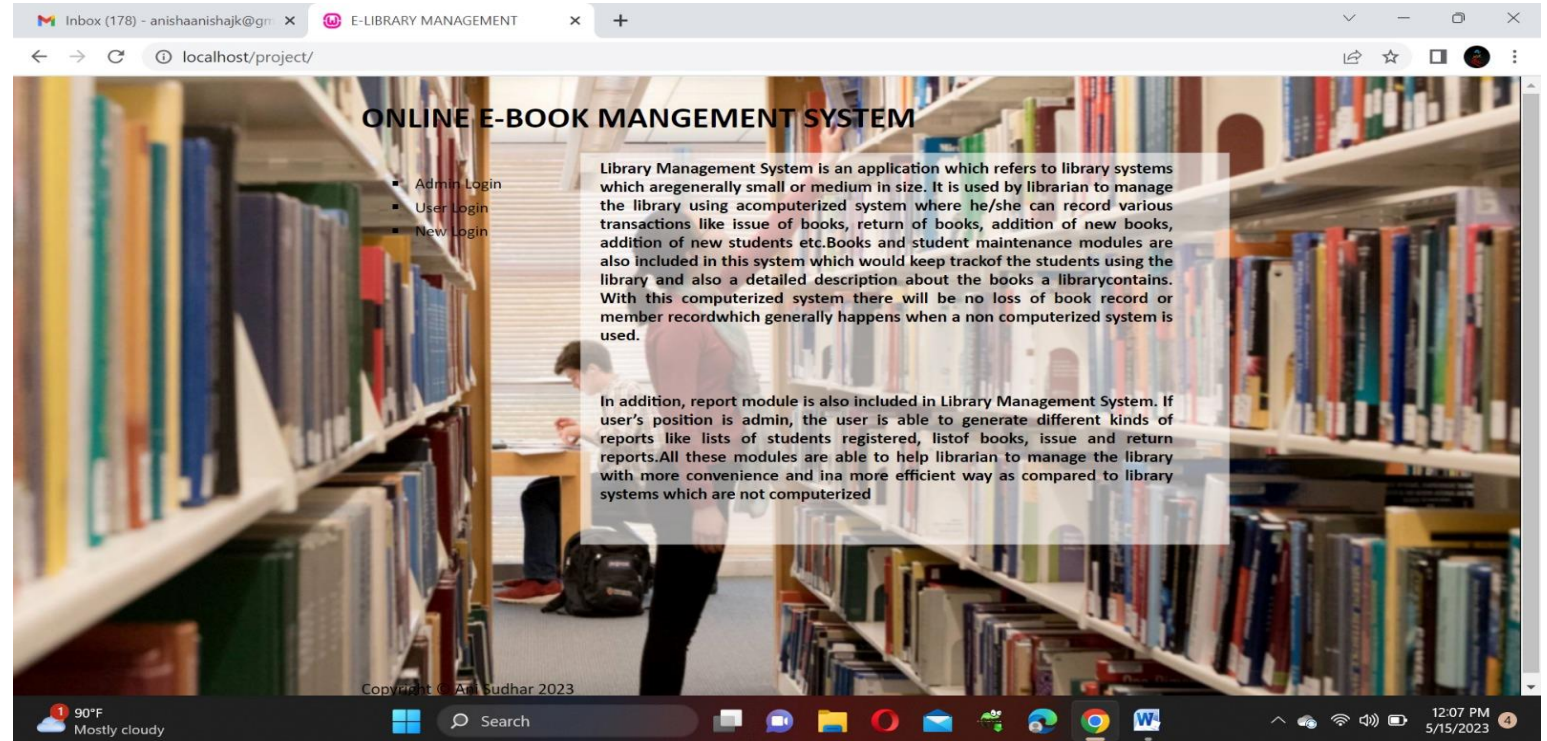 Inbox (178) - anishaanishajk@gm
E-LIBRARY MANAGEMENT
localhost/project/
ONLINE E-BOOK MANGEMENT SYSTEM
Admin Login
User Login
New Login
Library Management System is an application which refers to library systems
which aregenerally small or medium in size. It is used by librarian to manage
the library using acomputerized system where he/she can record various
transactions like issue of books, return of books, addition of new books,
addition of new students etc.Books and student maintenance modules are
also included in this system which would keep trackof the students using the
library and also a detailed description about the books a librarycontains.
With this computerized system there will be no loss of book record or
member recordwhich generally happens when a non computerized system is
used.
In addition, report module is also included in Library Management System. If
user's position is admin, the user is able to generate different kinds of
reports like lists of students registered, listof books, issue and return
reports.All these modules are able to help librarian to manage the library
with more convenience and ina more efficient way as compared to library
systems which are not computerized
Copyright © Ani Sudhar 2023
1
90°F
Mostly cloudy
Search
12:07 PM
5/15/2023
4